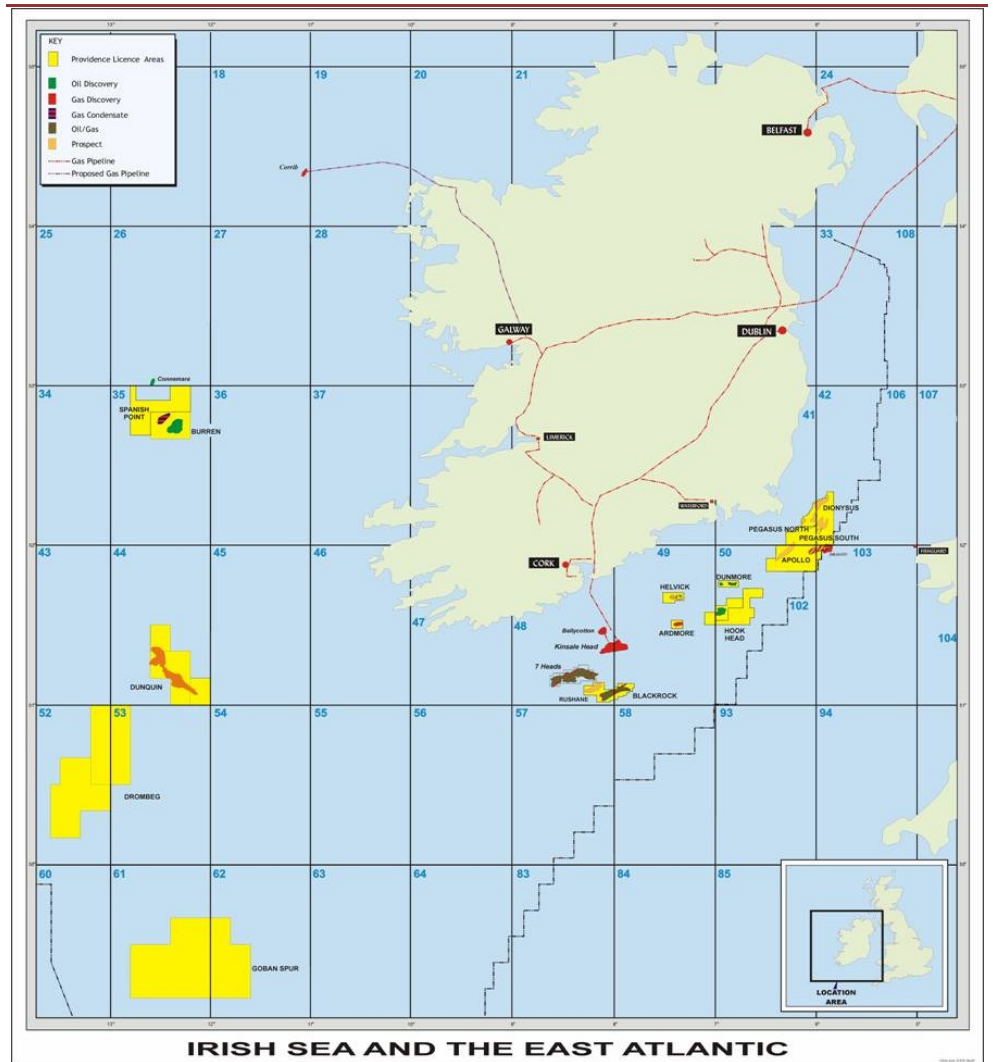 KEY
Providence Licence Areas
Oil Discovery
Gas Discovery
Gas Condensate
Oil/Gas
Prospect
Gas Pipeline
Proposed Gas Pipeline
18
19
20
21
24
BELFAST
Corrib
25
26
27
28
33
108
GALWAY
DUBLIN
Connemara
34
35
36
37
42
106
107
41
SPANISH
POINT
BURREN
LIMERICK
WATERFORD
DIONYSUS
PEGASUS NORTH
PEGASUS SOUTH
43
44
45
46
49
50
103
FISHGUARD
APOLLO
CORK
DUNMORE
HELVICK
102
47
48
ARDMORE
HOOK
HEAD
104
Ballycotton
Kinsale Head
7 Heads
DUNQUIN
RUSHANE
BLACKROCK
52
53
54
55
56
57
58
93
94
DROMBEG
60
61
62
63
64
83
84
85
GOBAN SPUR
LOCATION
AREA
IRISH SEA AND THE EAST ATLANTIC